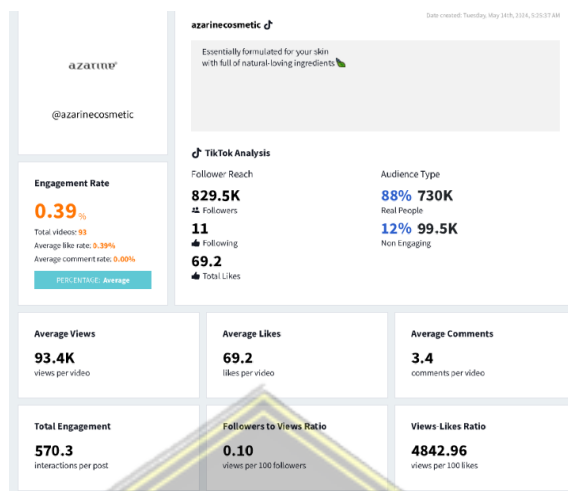 azarine
@azarinecosmetic
Engagement Rate
0.39%
Total videos: 93
Average like rate: 0.39%
Average comment rate: 0.00%
PERCENTAGE: Average
Date created: Tuesday, May 14th, 2024, 5:25:37 AM
azarinecosmetic
Essentially formulated for your skin
with full of natural-loving ingredients
TikTok Analysis
Follower Reach
829.5K
Followers
11
Following
69.2
Total Likes
Audience Type
88% 730K
Real People
12% 99.5K
Non Engaging
Average Views
93.4K
views per video
Average Likes
69.2
likes per video
Average Comments
3.4
comments per video
Total Engagement
570.3
interactions per post
Followers to Views Ratio
0.10
views per 100 followers
Views-Likes Ratio
4842.96
views per 100 likes